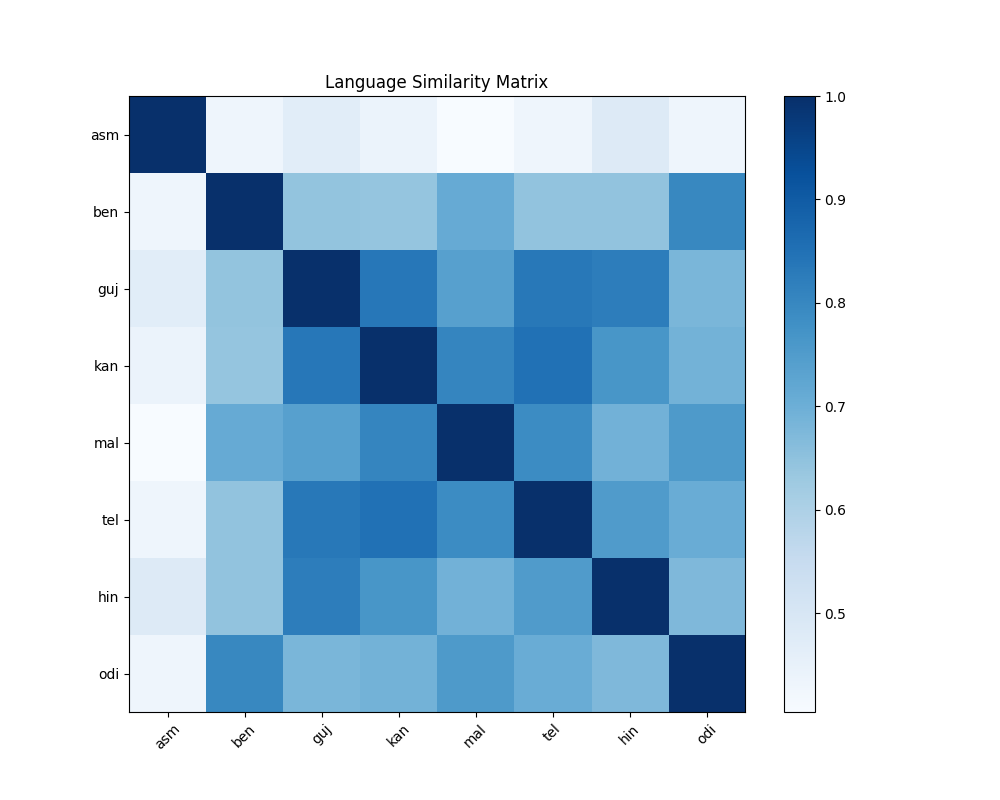 Language Similarity Matrix
asm
ben
guj
kan
mal
tel
hin
odi
asm
ben
guj
kan
mal
tel
hin
odi
1.0
0.9
0.8
0.7
0.6
0.5